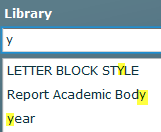 Library
y
LETTER BLOCK STYLE
Report Academic Body
year